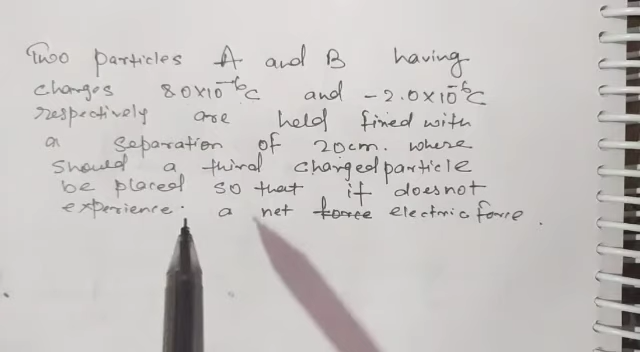 Two particles A and B having
charges 8.0×10⁻⁶C and -2.0×10⁻⁶C
respectively are held fixed with
a separation of 20cm. where
should a third charged particle
be placed so that it does not
experience. a net force electric force.